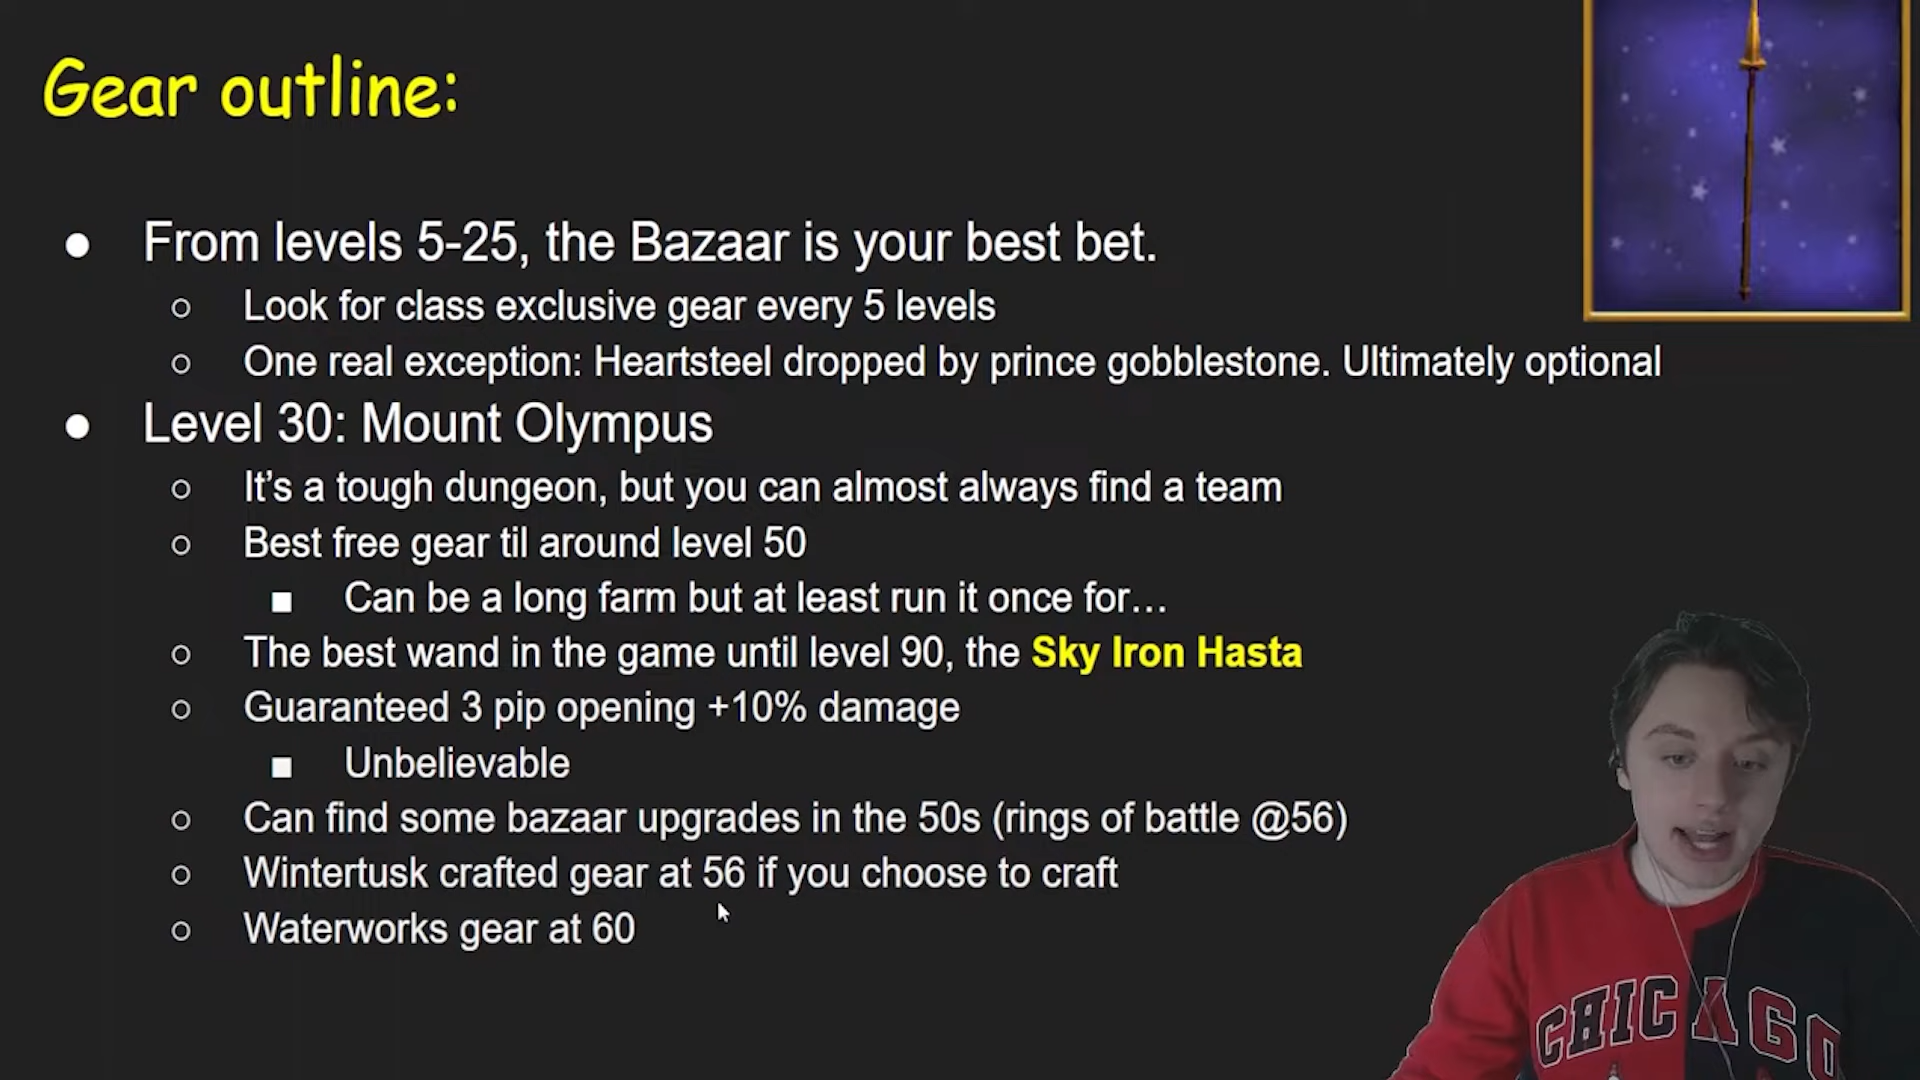 Gear outline:
● From levels 5-25, the Bazaar is your best bet.
○ Look for class exclusive gear every 5 levels
○ One real exception: Heartsteel dropped by prince gobblestone. Ultimately optional
● Level 30: Mount Olympus
○ It’s a tough dungeon, but you can almost always find a team
○ Best free gear til around level 50
■ Can be a long farm but at least run it once for…
○ The best wand in the game until level 90, the Sky Iron Hasta
○ Guaranteed 3 pip opening +10% damage
■ Unbelievable
○ Can find some bazaar upgrades in the 50s (rings of battle @56)
○ Wintertusk crafted gear at 56 if you choose to craft
○ Waterworks gear at 60
CHICAGO